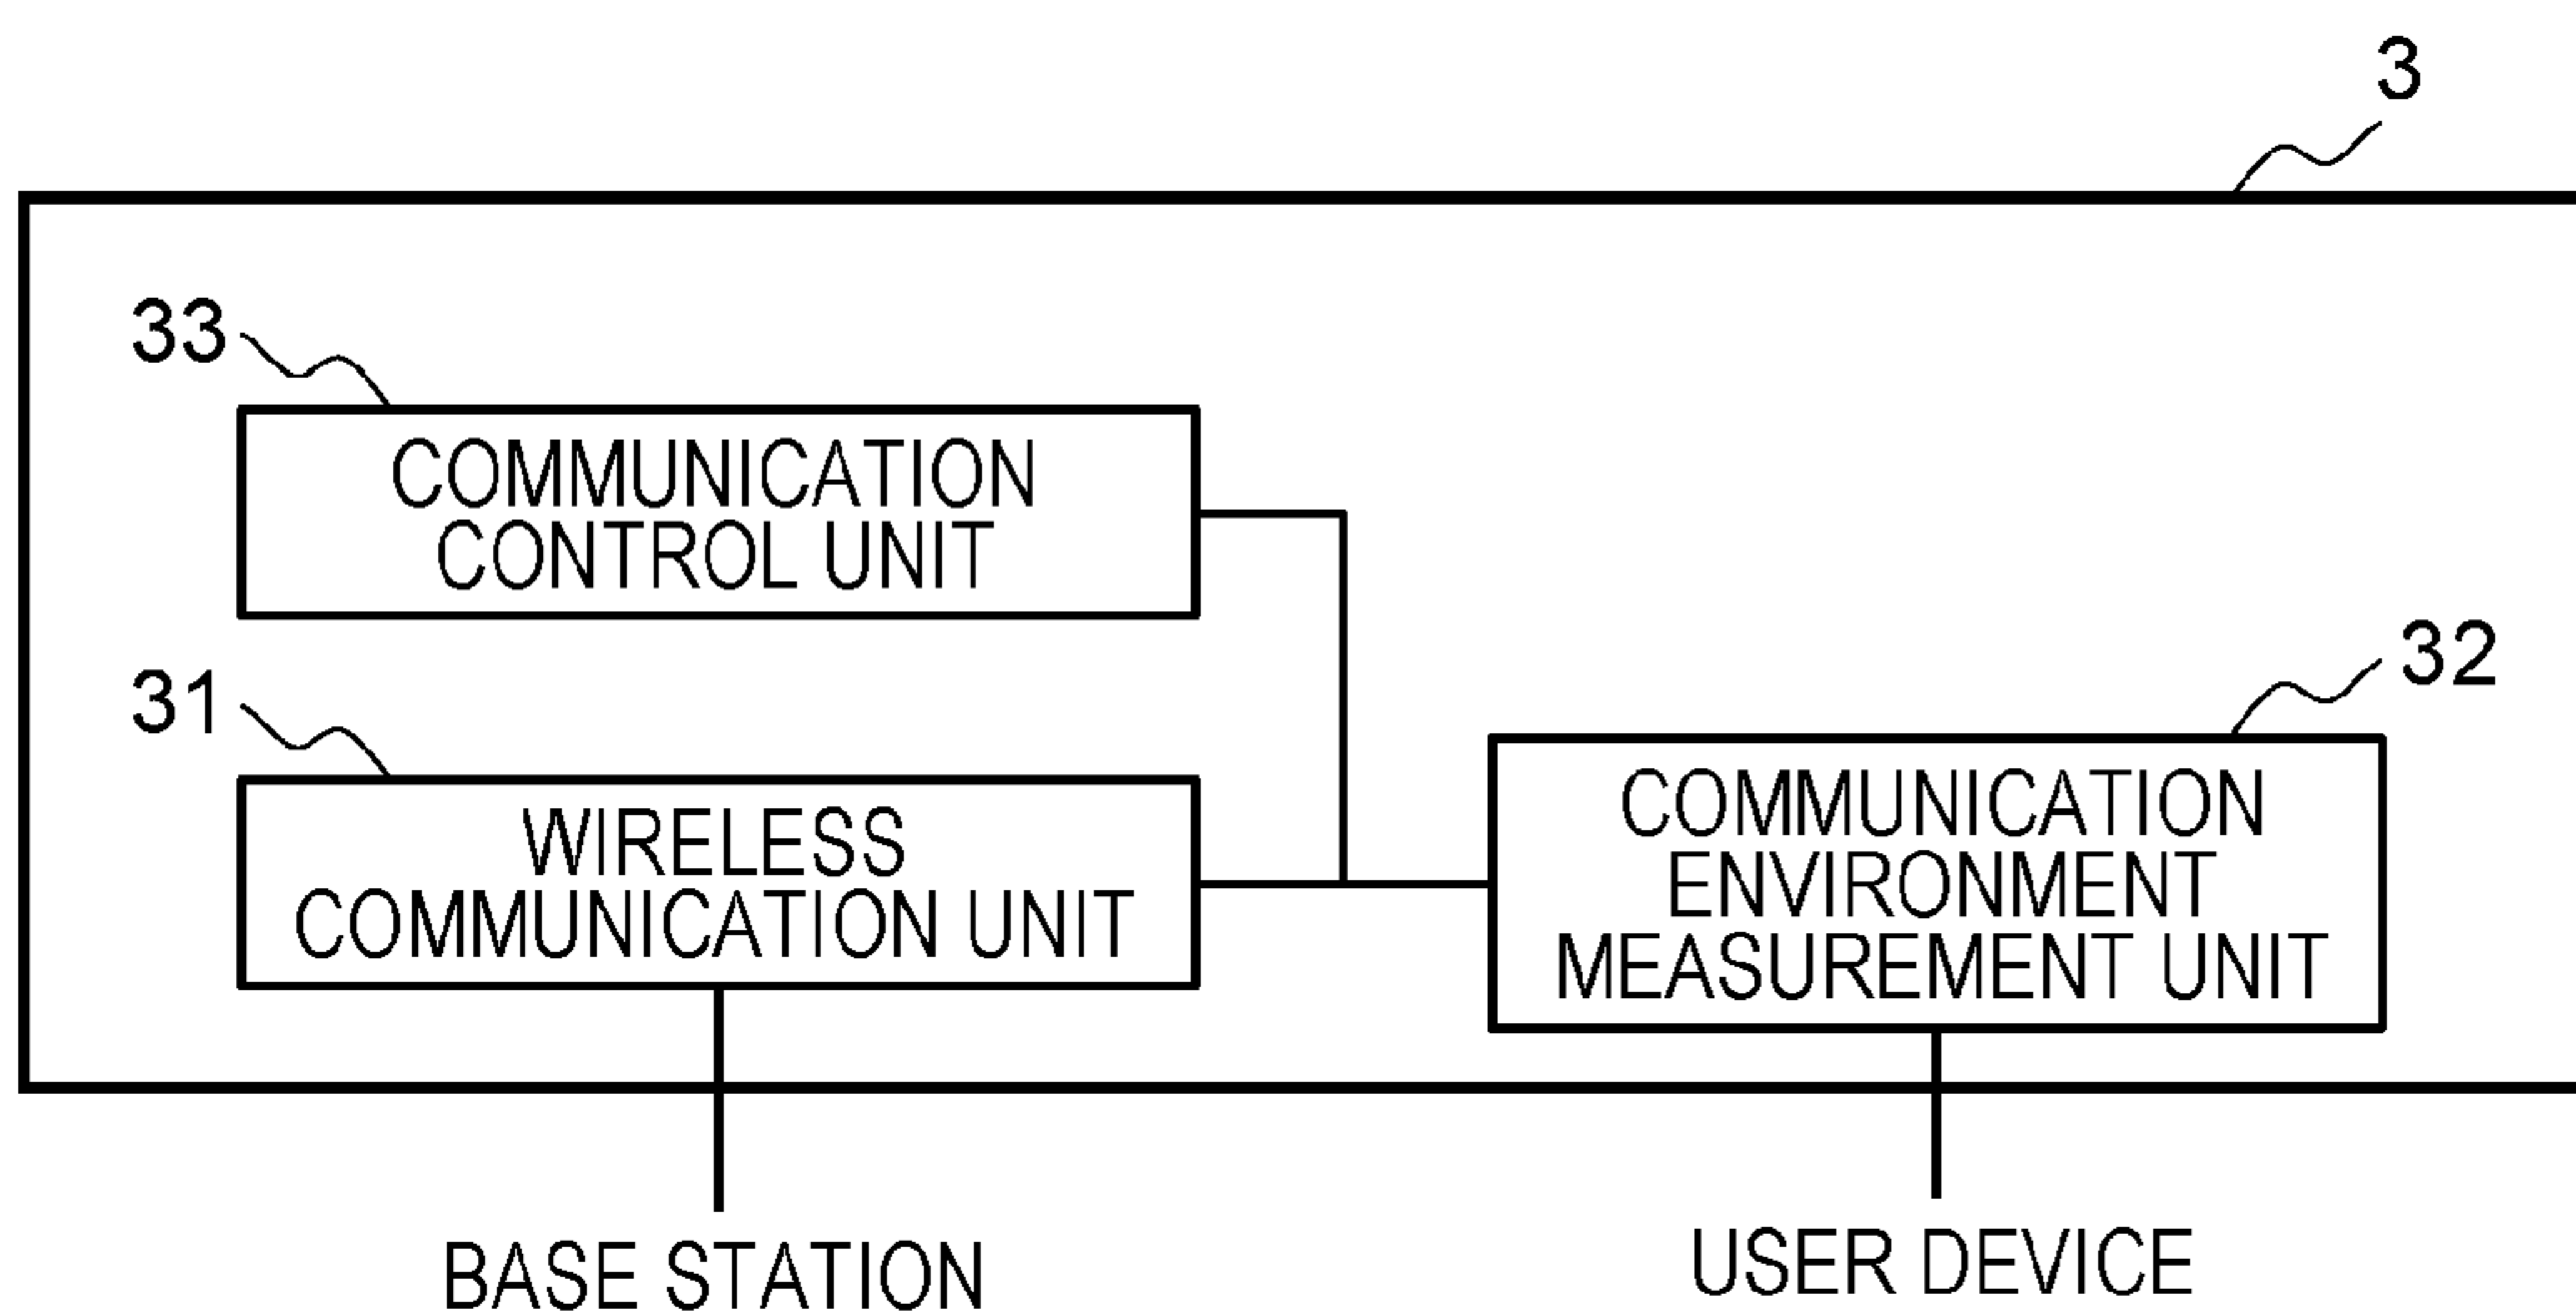 3
33
COMMUNICATION
CONTROL UNIT
31
WIRELESS
COMMUNICATION UNIT
32
COMMUNICATION
ENVIRONMENT
MEASUREMENT UNIT
BASE STATION
USER DEVICE